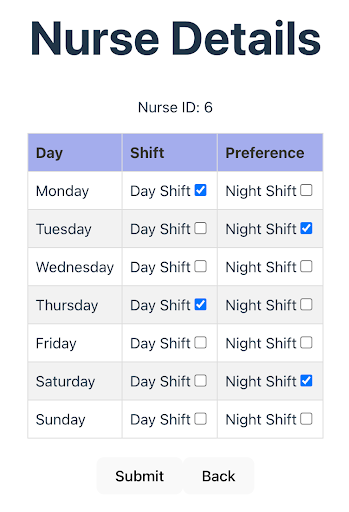 Nurse Details
Nurse ID: 6
Day Shift Preference
Monday Day Shift Night Shift
Tuesday Day Shift Night Shift
Wednesday Day Shift Night Shift
Thursday Day Shift Night Shift
Friday Day Shift Night Shift
Saturday Day Shift Night Shift
Sunday Day Shift Night Shift
Submit Back